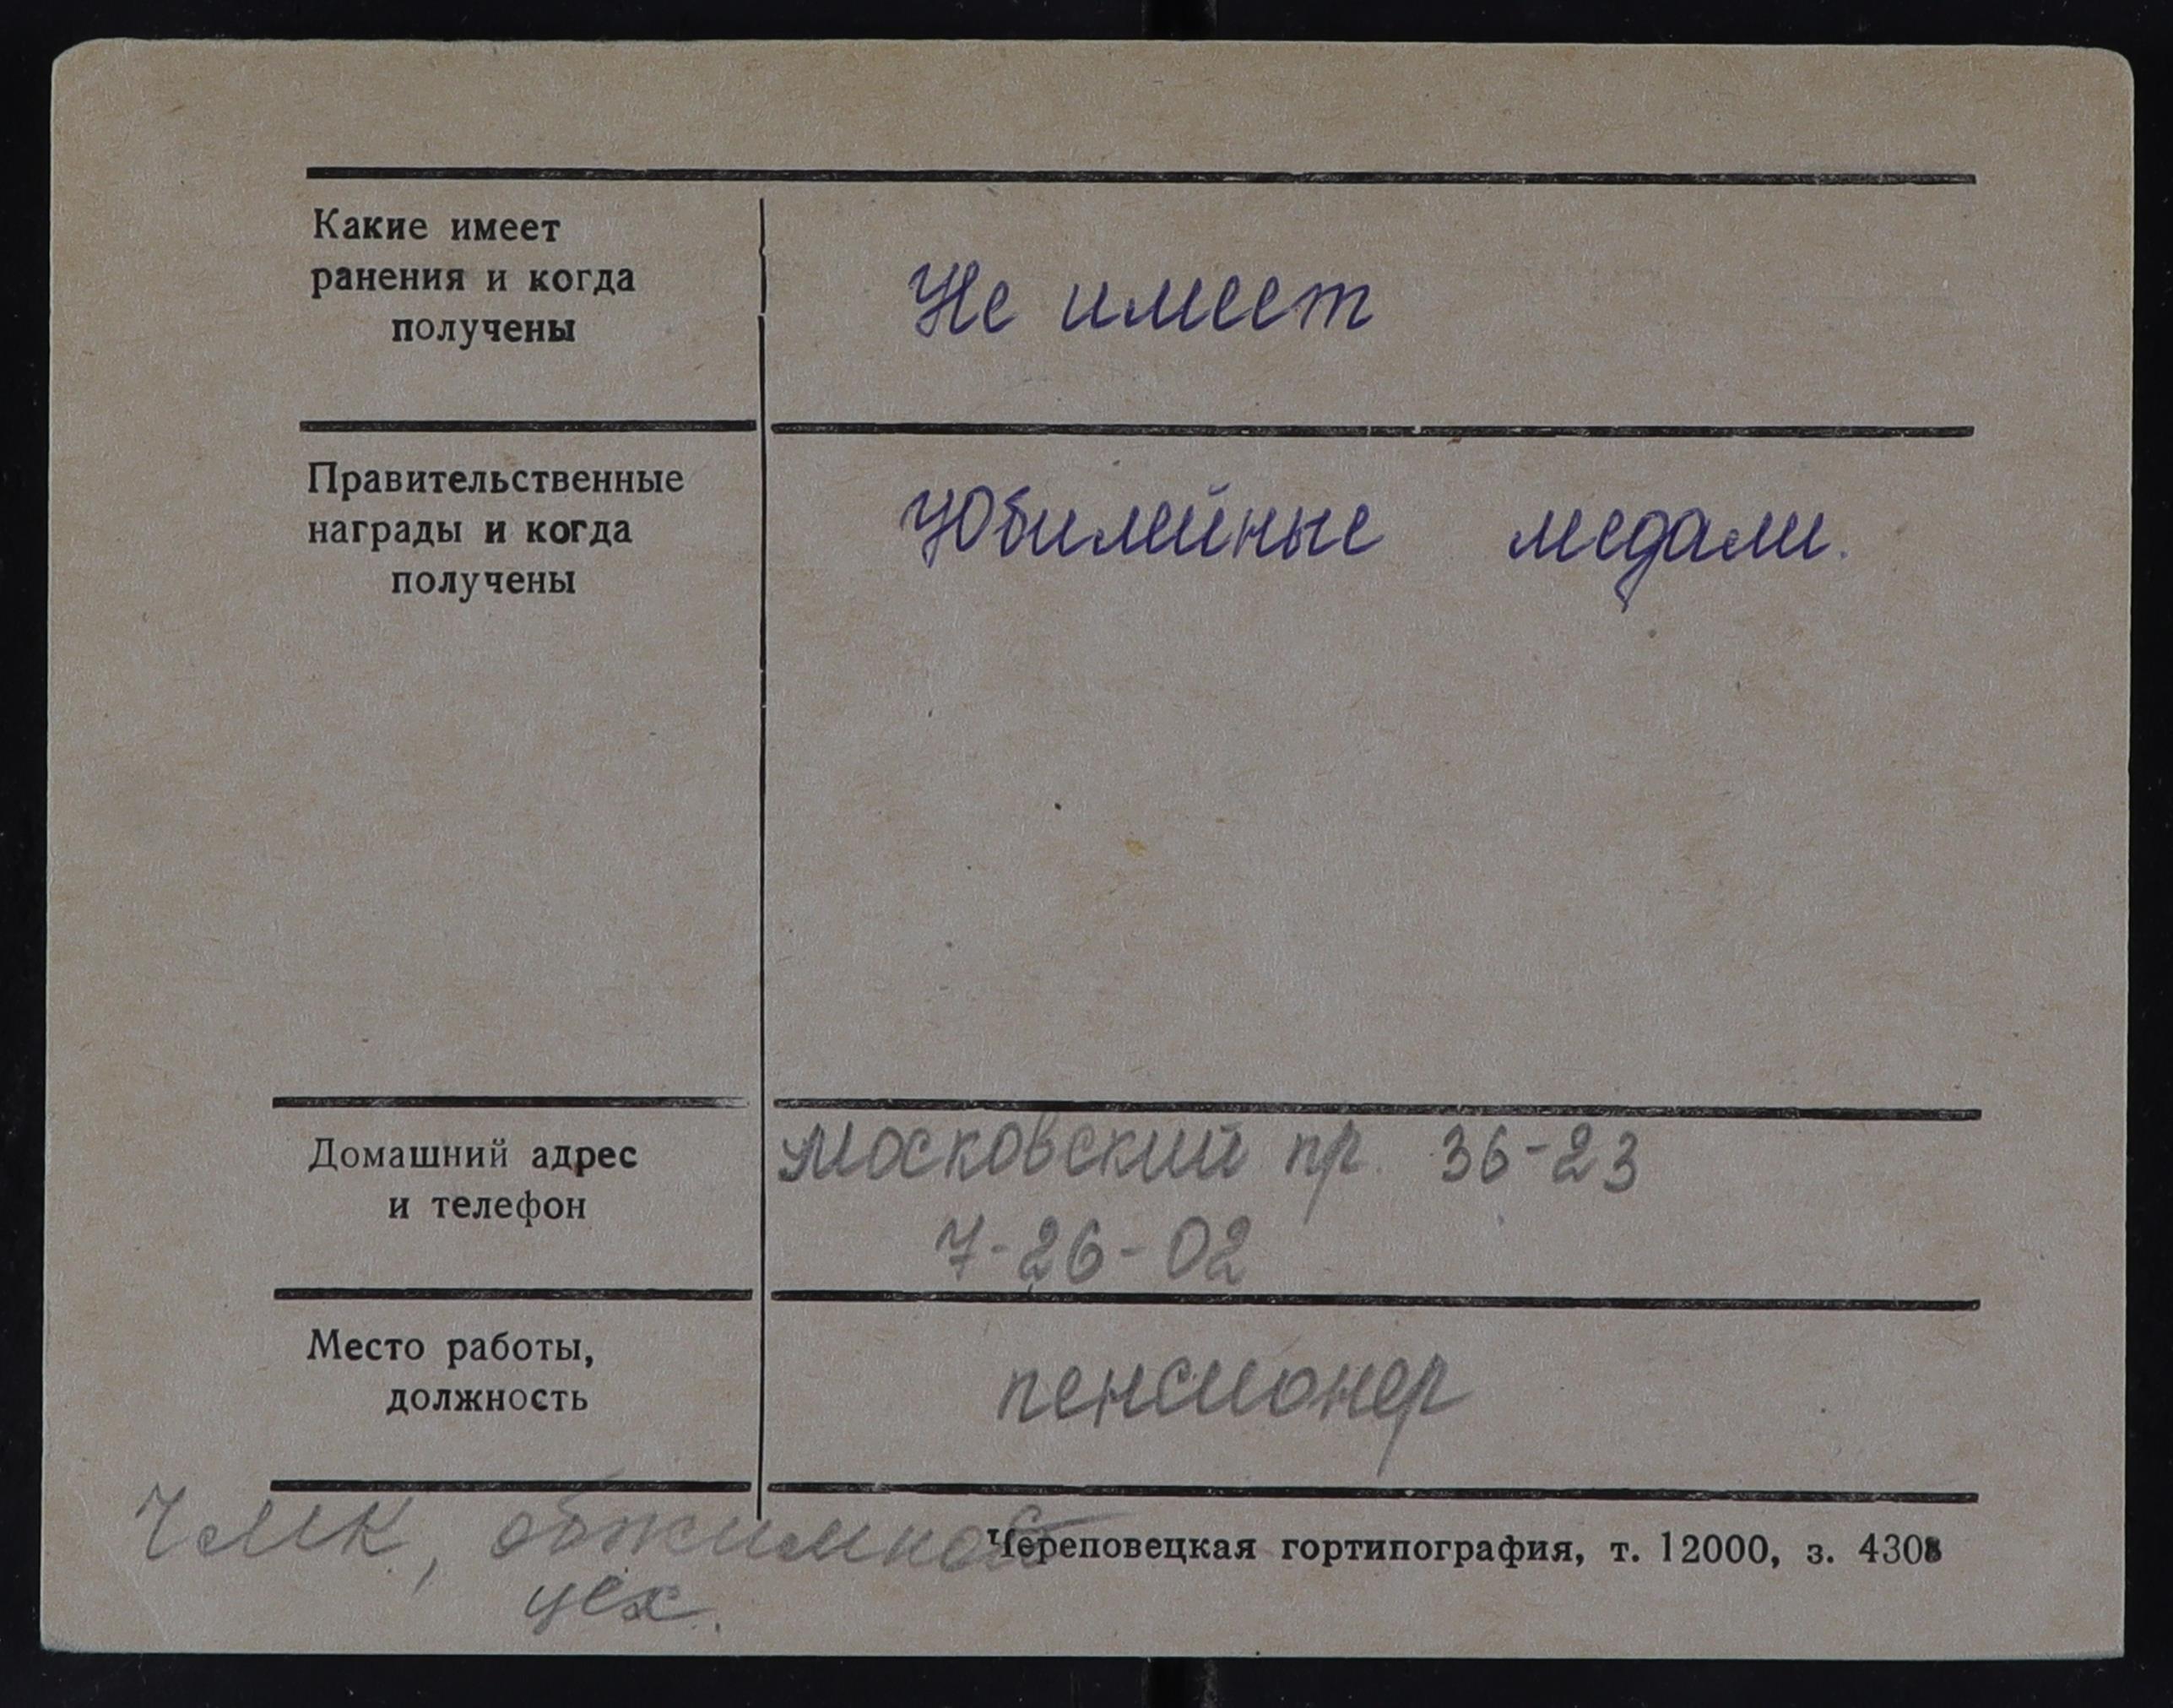 Какие имеет
ранения и когда
получены
Не имеет
Правительственные
награды и когда
получены
Юбилейные медали.
Домашний адрес
и телефон
Московский пр. 36-23
7-26-02
Место работы,
должность
пенсионер
ЧМК, обжимной
цех.
Череповецкая гортипография, т. 12000, з. 4308